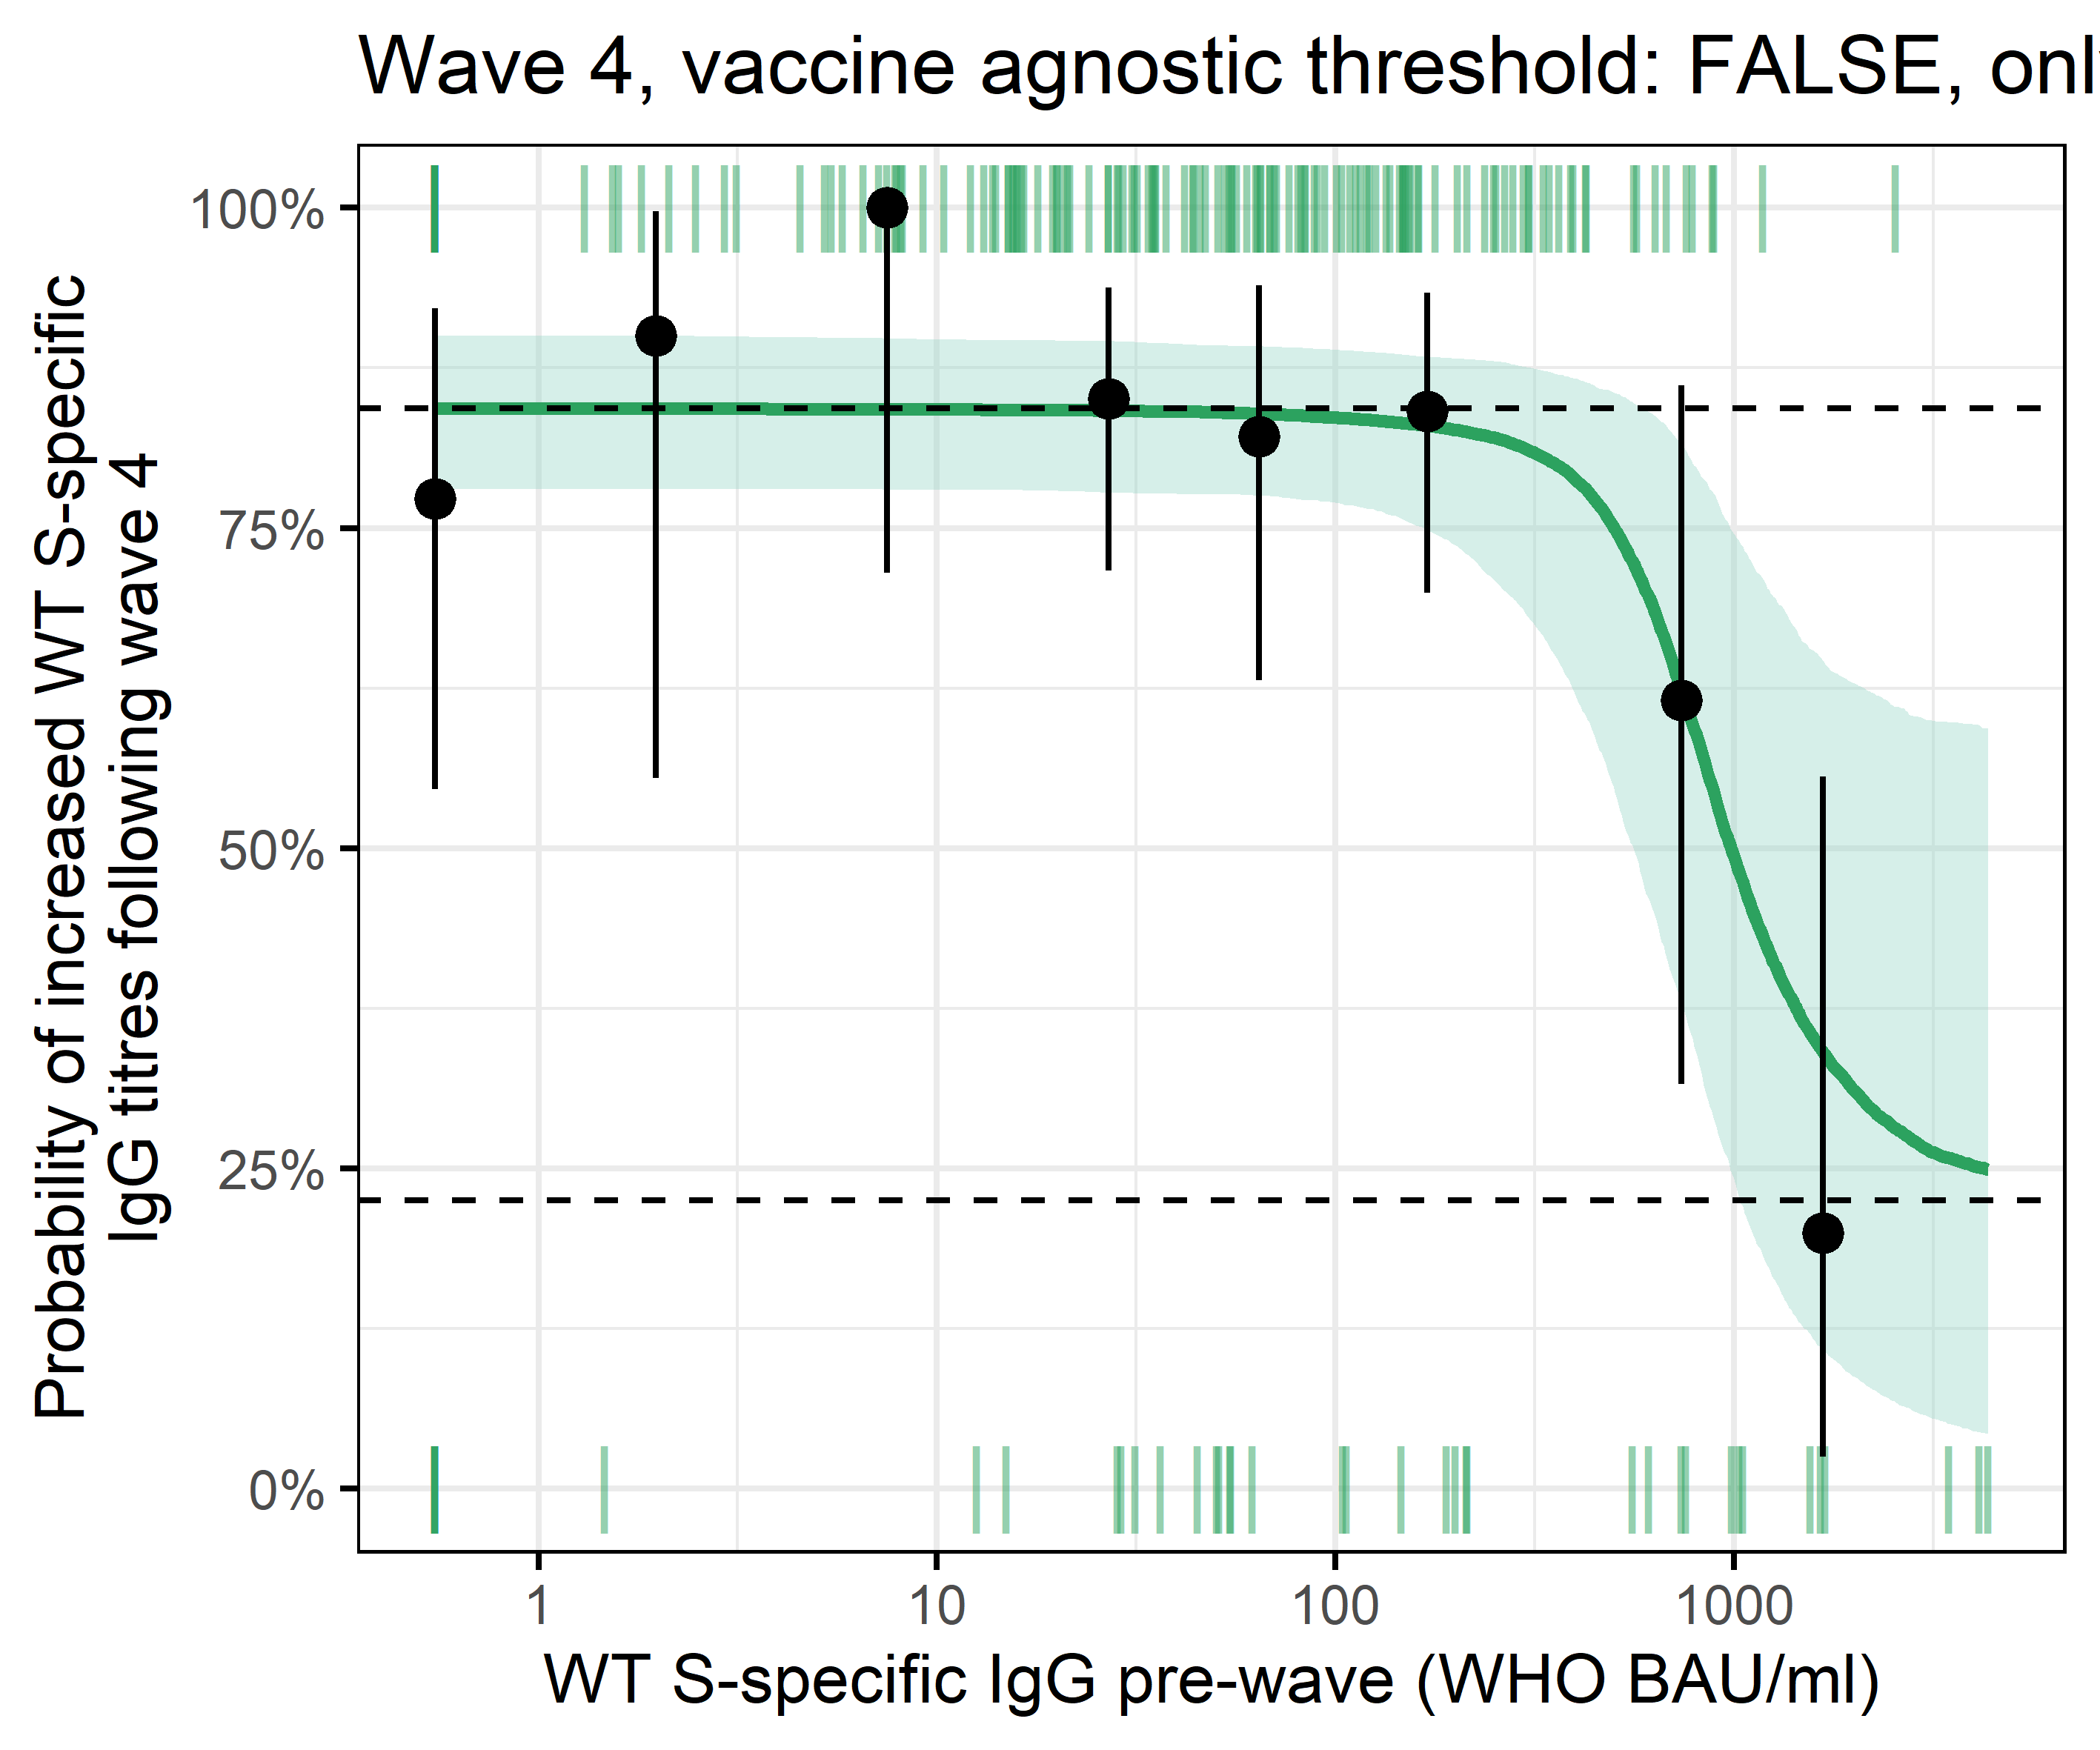 Wave 4, vaccine agnostic threshold: FALSE,
Probability of increased WT S-specific
IgG titres following wave 4
100%
75%
50%
25%
0%
1
10
100
1000
WT S-specific IgG pre-wave (WHO BAU/ml)